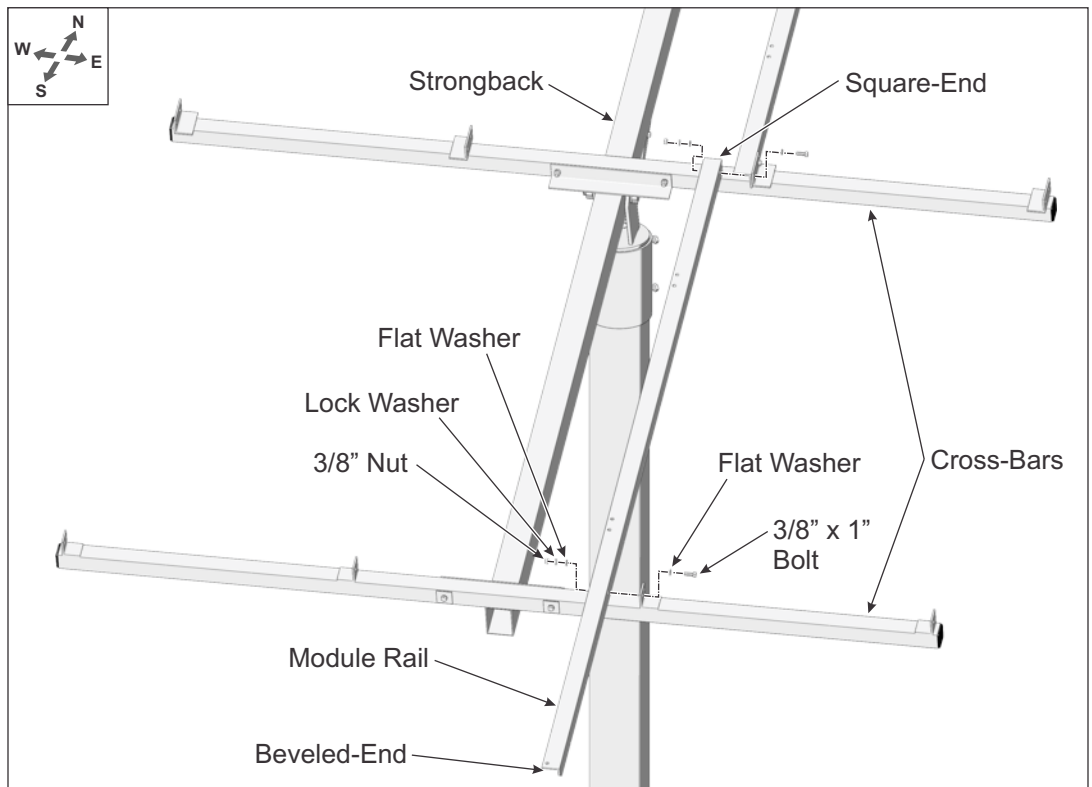 N
W
E
S
Strongback
Square-End
Flat Washer
Lock Washer
3/8” Nut
Flat Washer
3/8” x 1”
Bolt
Cross-Bars
Module Rail
Beveled-End